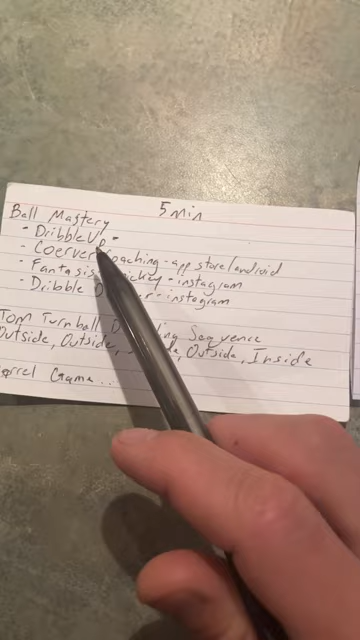 Ball Mastery 5 min
- DribbleUP -
- Coerver Coaching - app store/android
- instagram
- Dribble - instagram
Tom Turnball Sequence
Outside, Outside, Outside, Inside
Game...